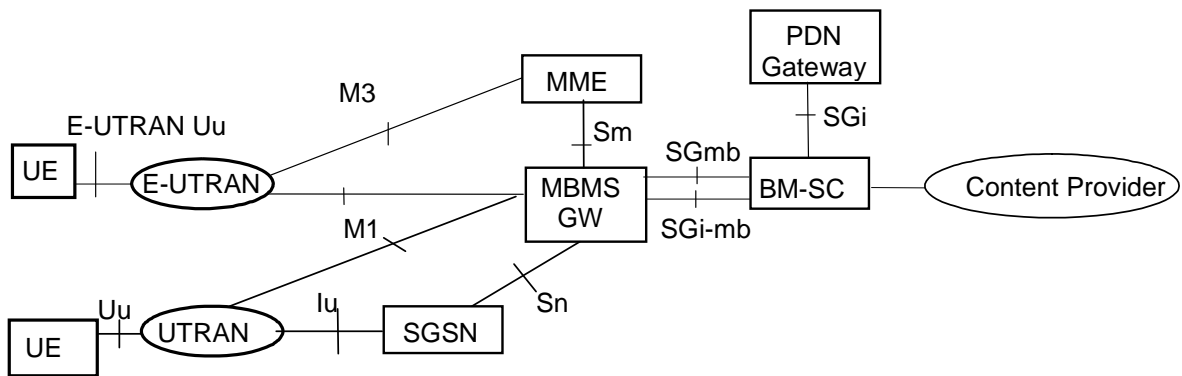 PDN
Gateway
MME
M3
SGi
E-UTRAN Uu
Sm
SGmb
UE
E-UTRAN
MBMS
GW
BM-SC
Content Provider
M1
SGi-mb
Sn
Uu
Iu
UE
UTRAN
SGSN